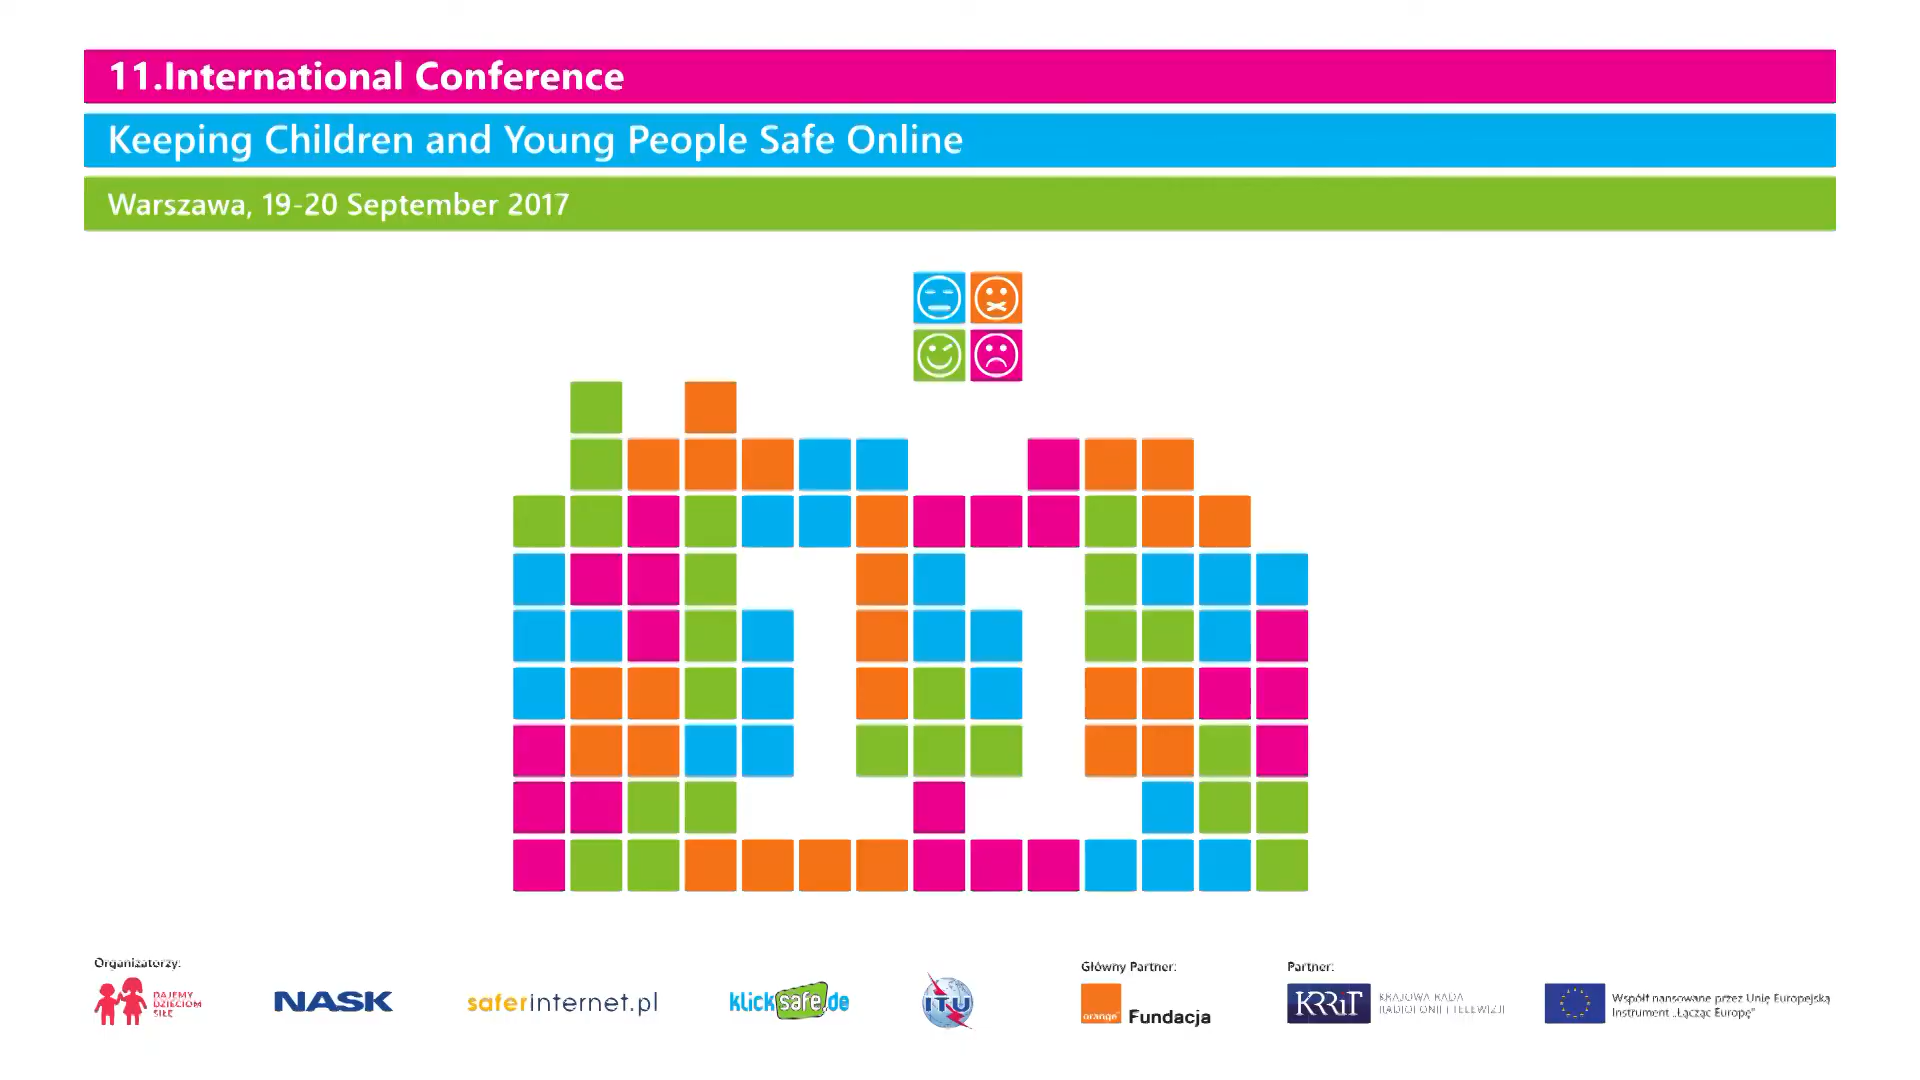 11.International Conference
Keeping Children and Young People Safe Online
Warszawa, 19-20 September 2017
Organizatorzy:
DAJEMY
DZIECIOM
SIŁĘ
NASK
saferinternet.pl
klicksafe.de
ITU
Główny Partner:
orange
Fundacja
Partner:
KRRiT
KRAJOWA RADA
RADIOFONII I TELEWIZJI
Współfinansowane przez Unię Europejską
Instrument „Łącząc Europę"